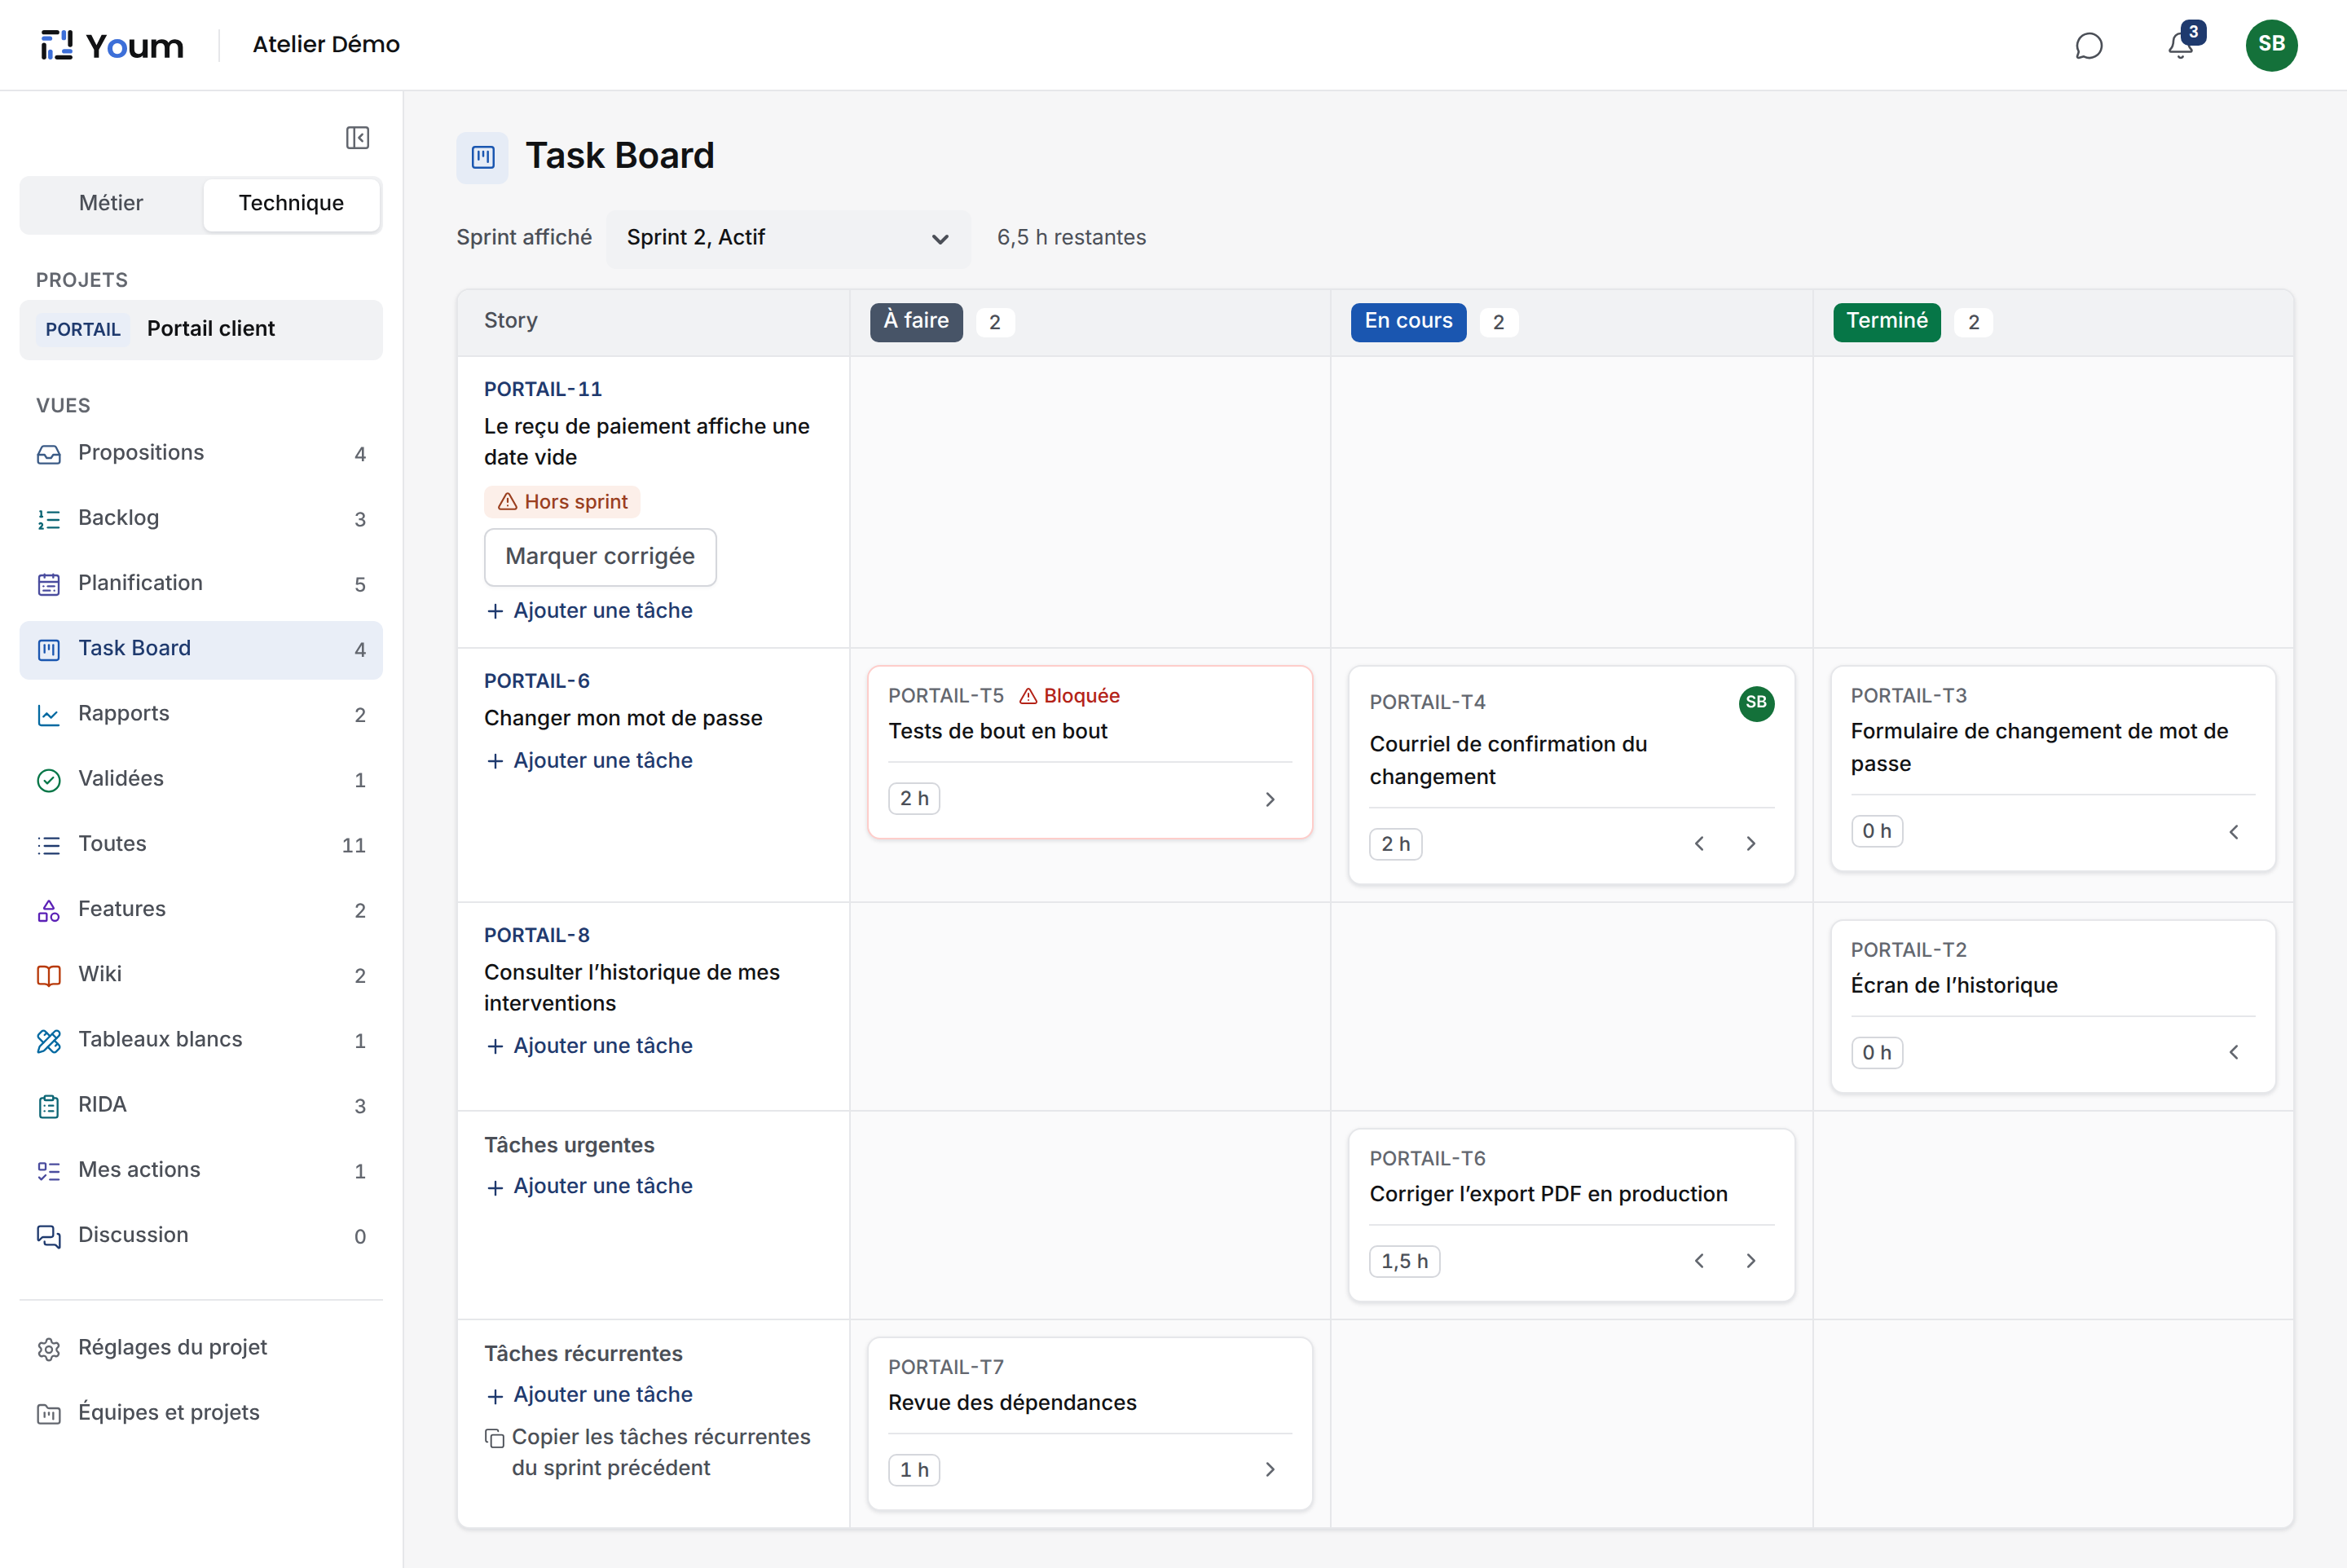 Youm
Atelier Démo
3
SB
Métier
Technique
PROJETS
PORTAIL Portail client
VUES
Propositions 4
Backlog 3
Planification 5
Task Board 4
Rapports 2
Validées 1
Toutes 11
Features 2
Wiki 2
Tableaux blancs 1
RIDA 3
Mes actions 1
Discussion 0
Réglages du projet
Équipes et projets
Task Board
Sprint affiché Sprint 2, Actif 6,5 h restantes
Story À faire 2 En cours 2 Terminé 2
PORTAIL-11
Le reçu de paiement affiche une
date vide
Hors sprint
Marquer corrigée
Ajouter une tâche
PORTAIL-6
Changer mon mot de passe
Ajouter une tâche
PORTAIL-T5 Bloquée
Tests de bout en bout
2 h
PORTAIL-T4 SB
Courriel de confirmation du
changement
2 h
PORTAIL-T3
Formulaire de changement de mot de
passe
0 h
PORTAIL-8
Consulter l’historique de mes
interventions
Ajouter une tâche
PORTAIL-T2
Écran de l’historique
0 h
Tâches urgentes
Ajouter une tâche
PORTAIL-T6
Corriger l’export PDF en production
1,5 h
Tâches récurrentes
Ajouter une tâche
Copier les tâches récurrentes
du sprint précédent
PORTAIL-T7
Revue des dépendances
1 h